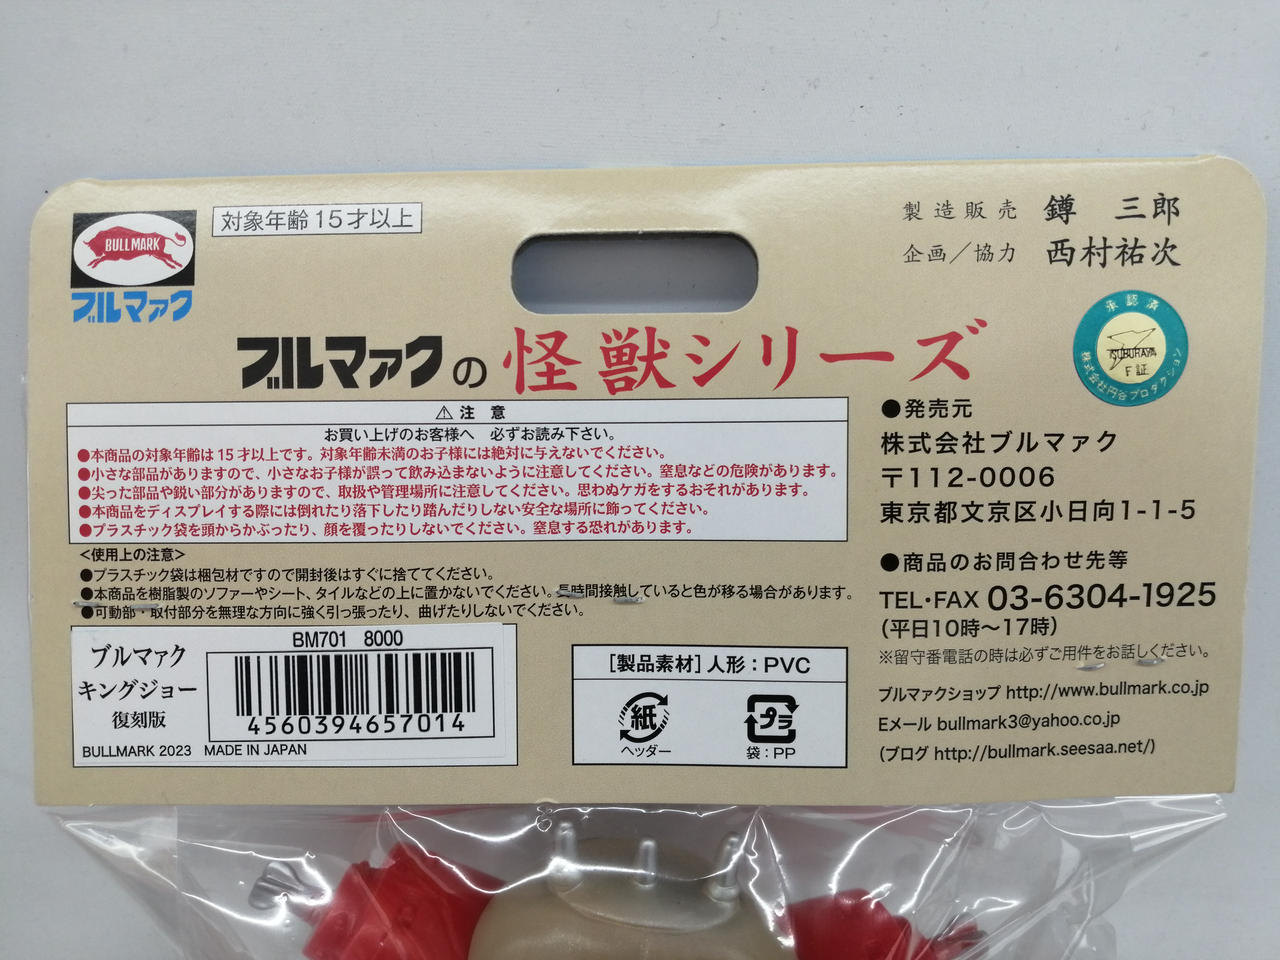 BULLMARK
ブルマァク
対象年齢15才以上
製造販売 鐏 三郎
企画／協力 西村祐次
承認済
TSUBURAYA
F証
株式会社円谷プロダクション
ブルマァクの怪獣シリーズ
⚠注 意
お買い上げのお客様へ 必ずお読み下さい。
●本商品の対象年齢は15才以上です。対象年齢未満のお子様には絶対に与えないでください。
●小さな部品がありますので、小さなお子様が誤って飲み込まないように注意してください。窒息などの危険があります。
●尖った部品や鋭い部分がありますので、取扱や管理場所に注意してください。思わぬケガをするおそれがあります。
●本商品をディスプレイする際には倒れたり落下したり踏んだりしない安全な場所に飾ってください。
●プラスチック袋を頭からかぶったり、顔を覆ったりしないでください。窒息する恐れがあります。
<使用上の注意>
●プラスチック袋は梱包材ですので開封後はすぐに捨ててください。
●本商品を樹脂製のソファーやシート、タイルなどの上に置かないでください。長時間接触していると色が移る場合があります。
●可動部・取付部分を無理な方向に強く引っ張ったり、曲げたりしないでください。
ブルマァク
キングジョー
復刻版
BM701 8000
4560394657014
BULLMARK 2023 MADE IN JAPAN
［製品素材］人形：PVC
紙
ヘッダー
プラ
袋：PP
●発売元
株式会社ブルマァク
〒112-0006
東京都文京区小日向1-1-5
●商品のお問合わせ先等
TEL・FAX 03-6304-1925
（平日10時～17時）
※留守番電話の時は必ずご用件をお話しください。
ブルマァクショップ http://www.bullmark.co.jp
Eメール bullmark3@yahoo.co.jp
（ブログ http://bullmark.seesaa.net/）